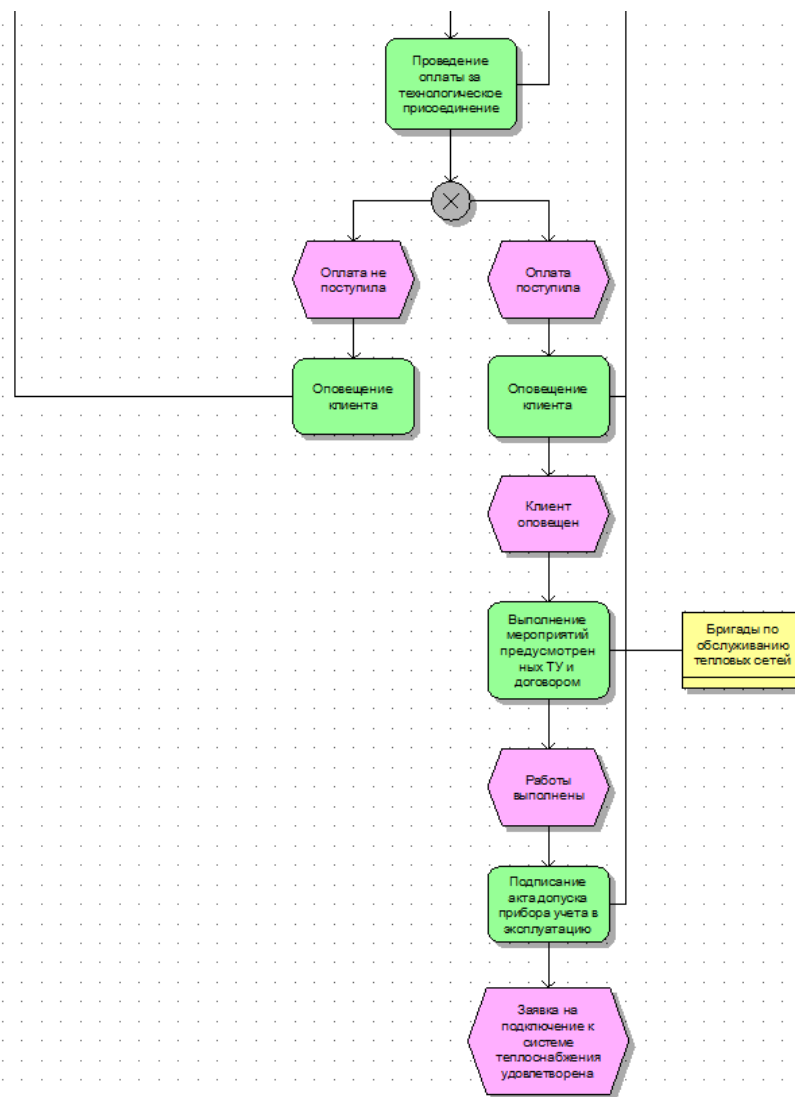 Проведение
оплаты за
технологическое
присоединение
Оплата не
поступила
Оплата
поступила
Оповещение
клиента
Оповещение
клиента
Клиент
оповещен
Выполнение
мероприятий
предусмотрен
ных ТУ и
договором
Бригады по
обслуживанию
тепловых сетей
Работы
выполнены
Подписание
акта допуска
прибора учета в
эксплуатацию
Заявка на
подключение к
системе
теплоснабжения
удовлетворена